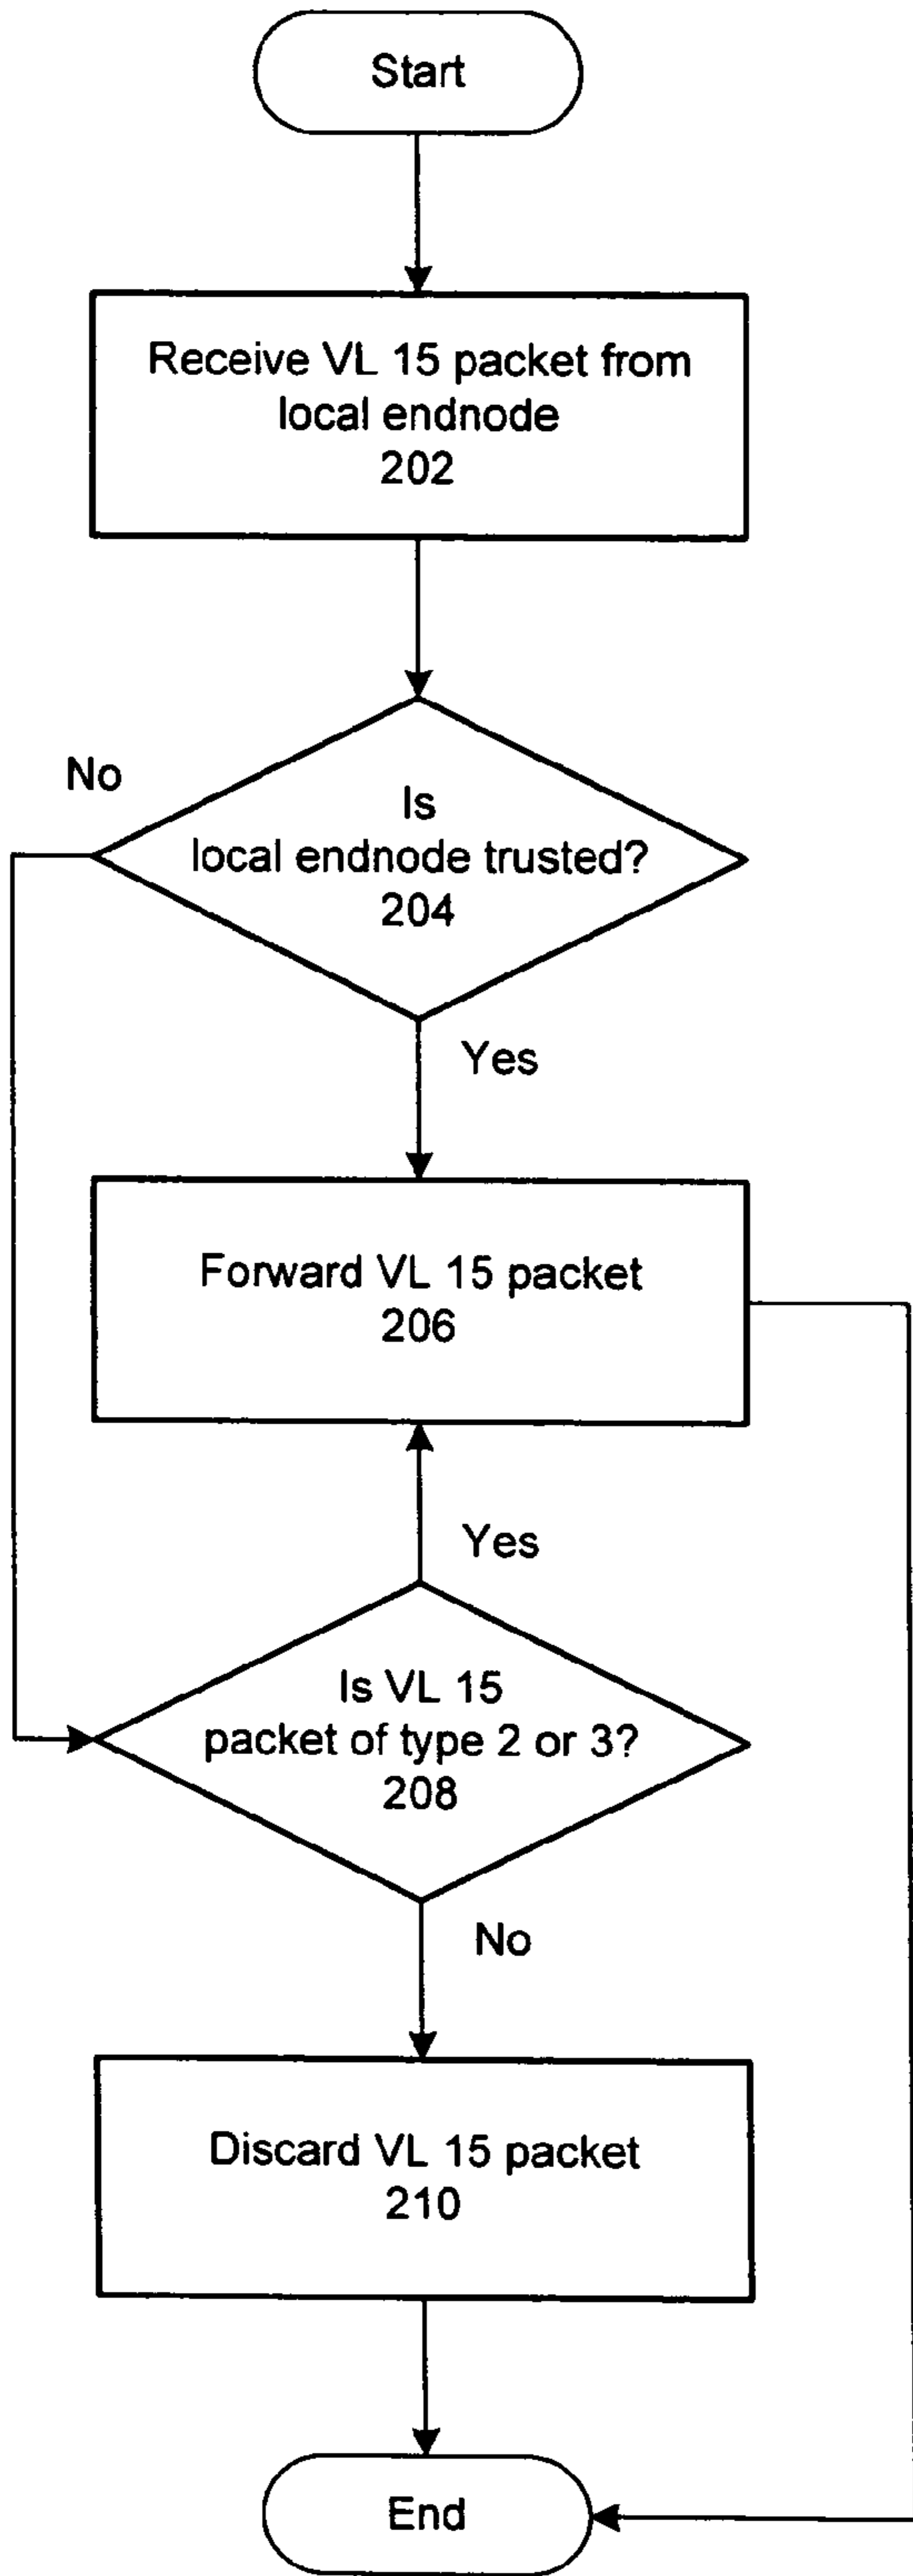 Start
Receive VL 15 packet from
local endnode
202
No
Is
local endnode trusted?
204
Yes
Forward VL 15 packet
206
Yes
Is VL 15
packet of type 2 or 3?
208
No
Discard VL 15 packet
210
End